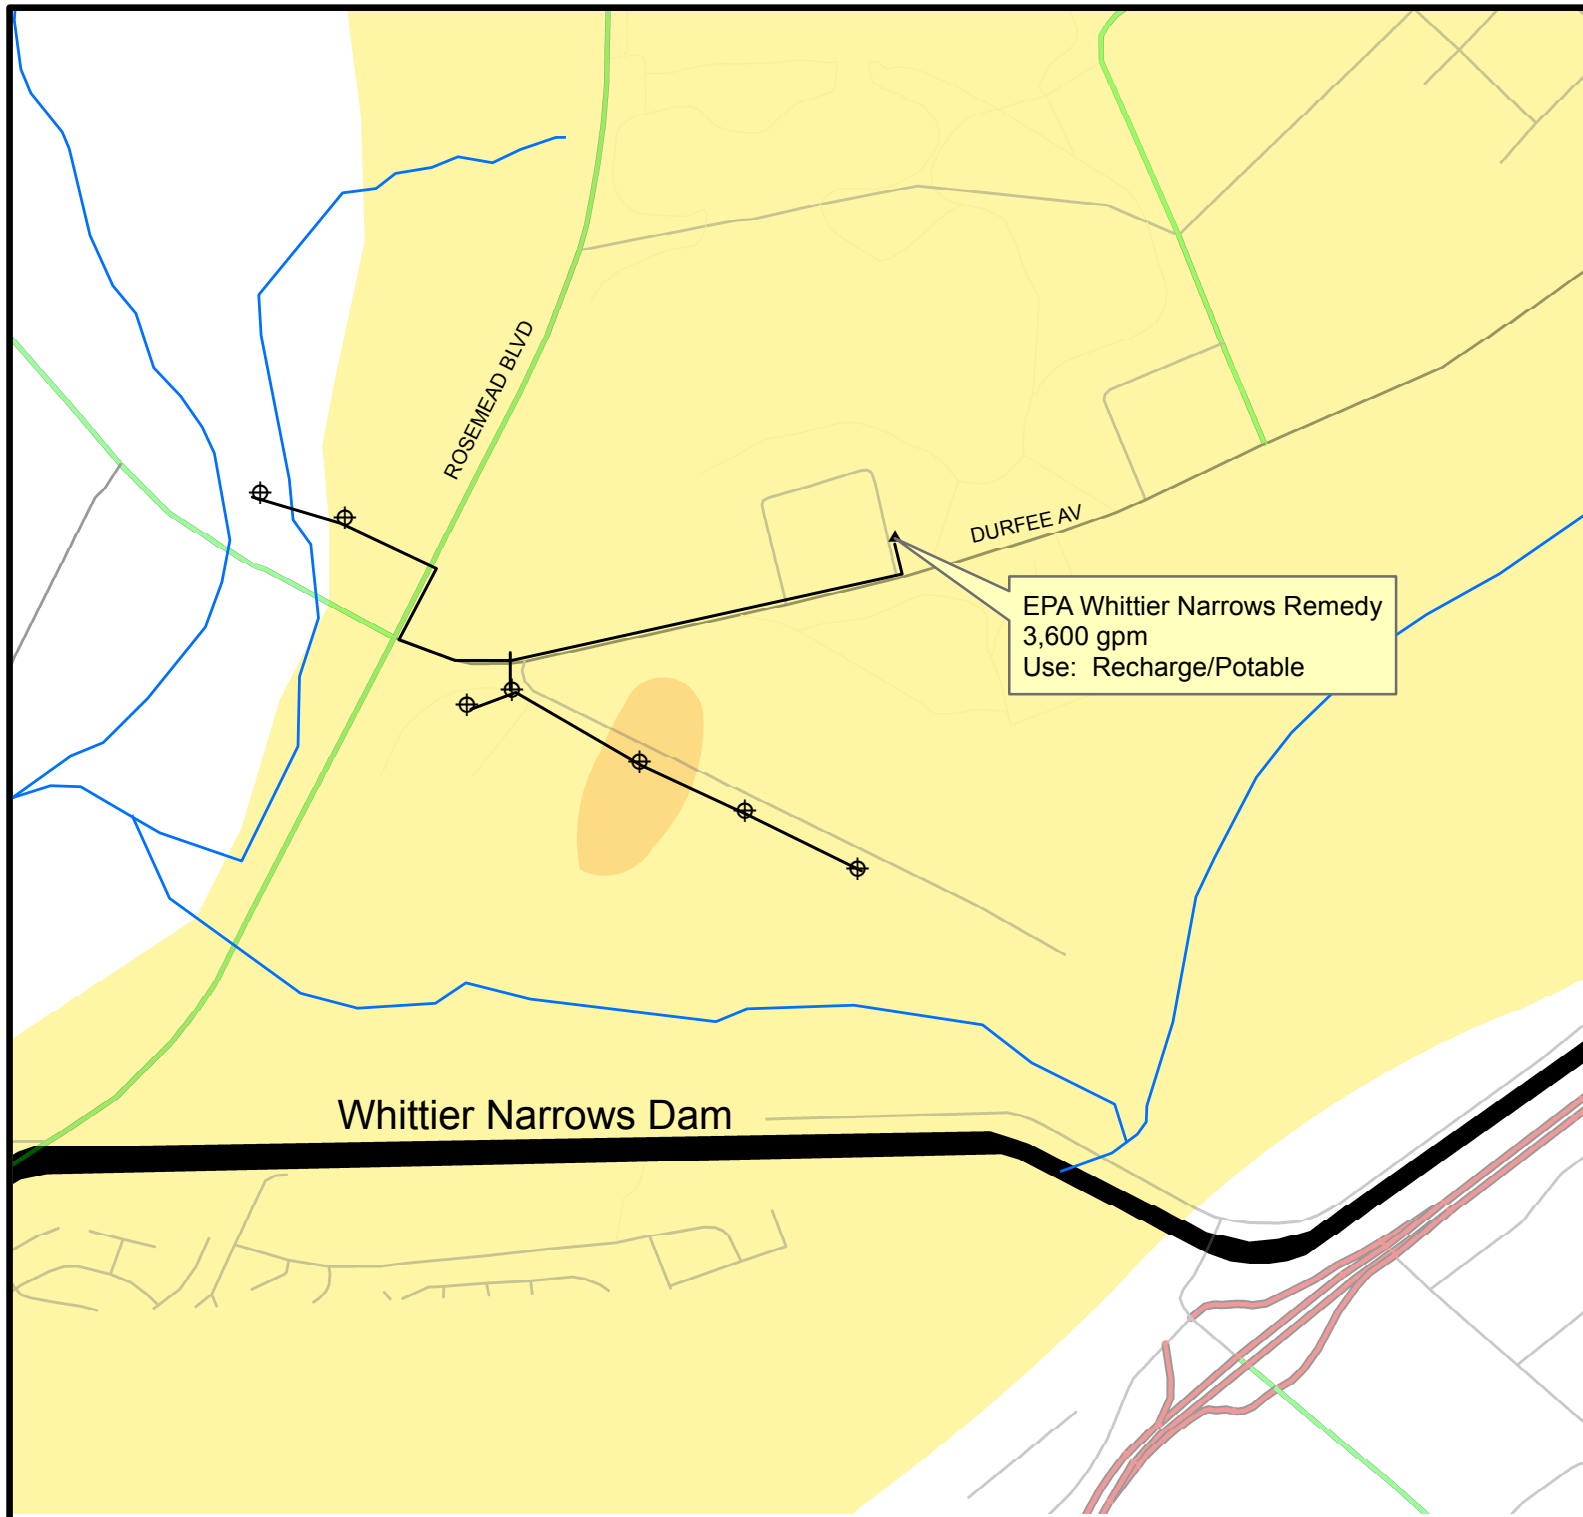 ROSEMEAD BLVD
DURFEE AV
EPA Whittier Narrows Remedy
3,600 gpm
Use: Recharge/Potable
Whittier Narrows Dam